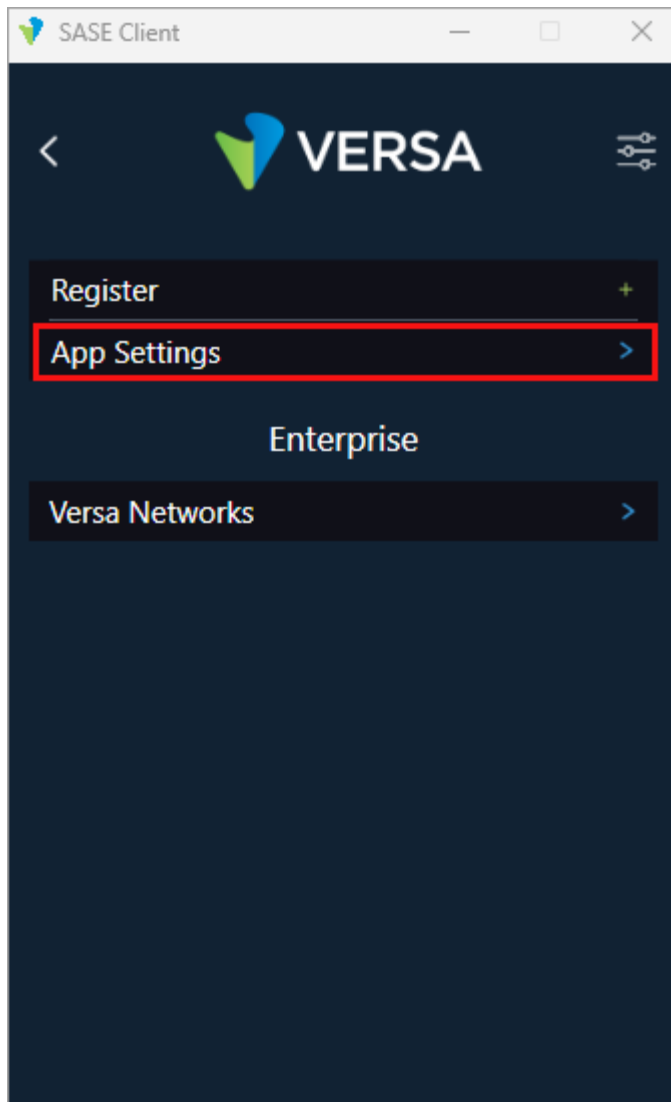 SASE Client
VERSA
Register
App Settings
Enterprise
Versa Networks